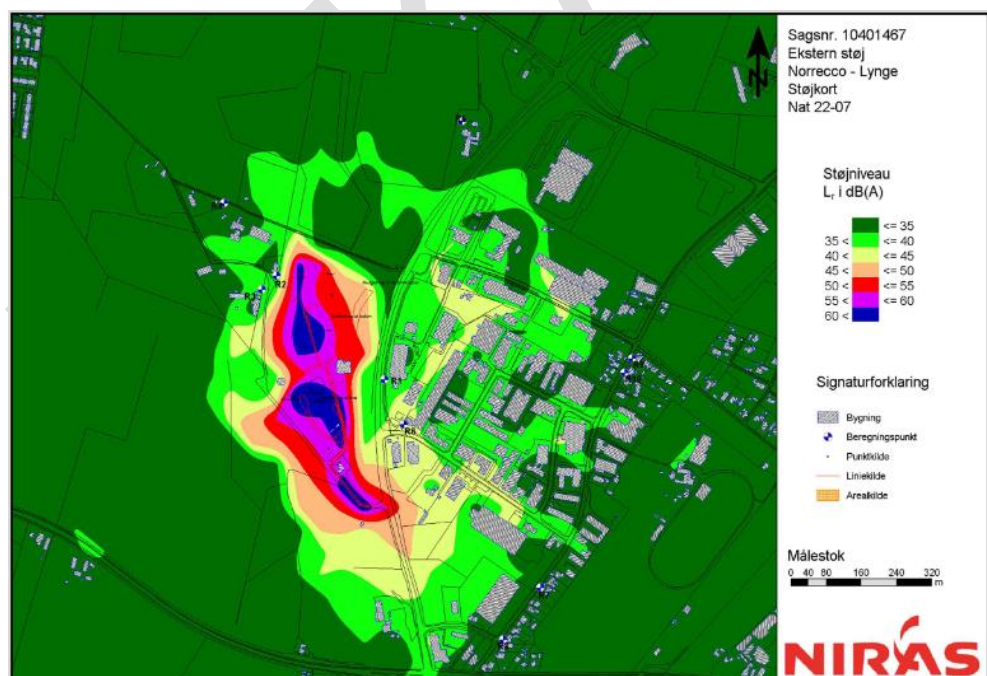 Sagsnr. 10401467
Ekstern støj
Norrecco - Lynge
Støjkort
Nat 22-07
N
Støjniveau
Lr i dB(A)
<= 35
35 < <= 40
40 < <= 45
45 < <= 50
50 < <= 55
55 < <= 60
60 <
Signaturforklaring
Bygning
Beregningspunkt
Punktkilde
Liniekilde
Arealkilde
Målestok
0 40 80 160 240 320
m
NIRAS
R2
R6